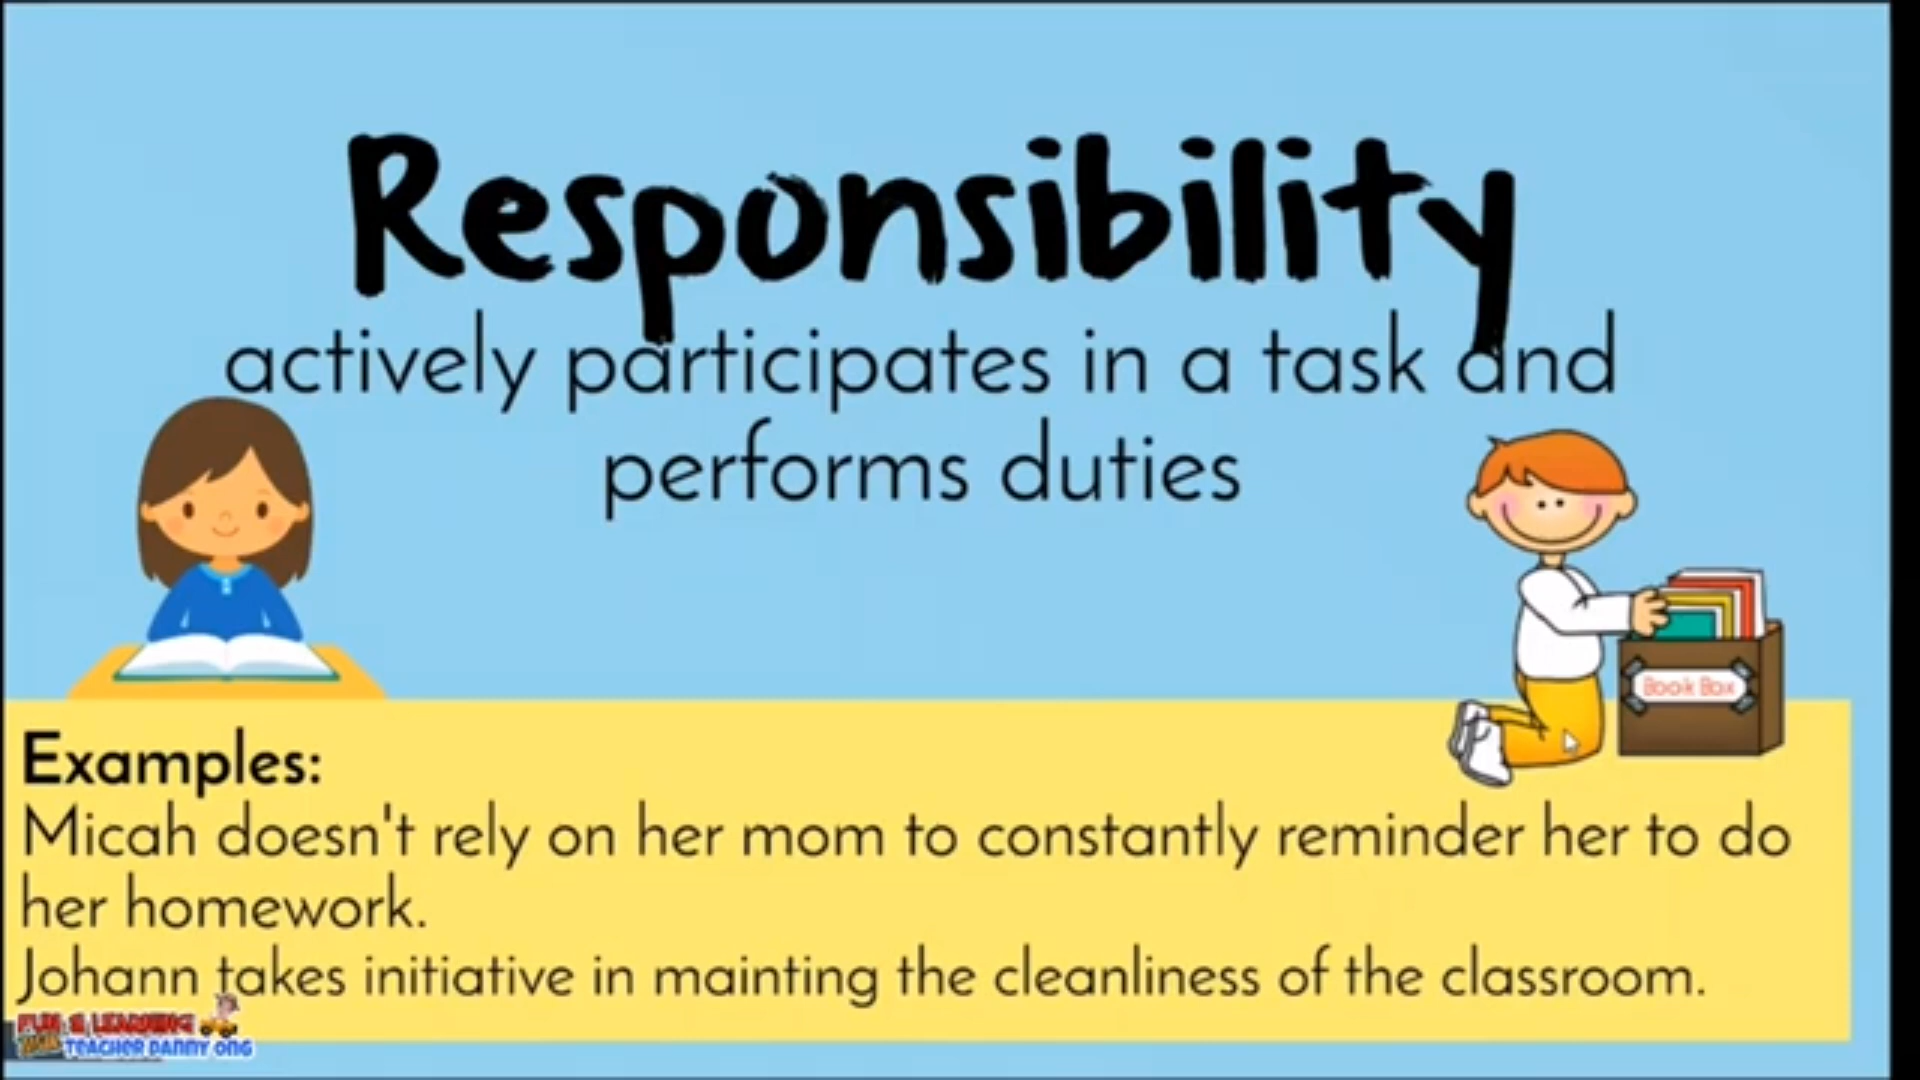 Responsibility
actively participates in a task and
performs duties
Book Box
Examples:
Micah doesn't rely on her mom to constantly reminder her to do
her homework.
Johann takes initiative in mainting the cleanliness of the classroom.
FUN & LEARNING
WITH TEACHER DANNY ONG